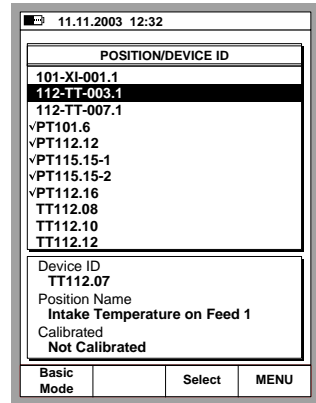 11.11.2003 12:32
POSITION/DEVICE ID
101-XI-001.1
112-TT-003.1
112-TT-007.1
√PT101.6
√PT112.12
√PT115.15-1
√PT115.15-2
√PT112.16
TT112.08
TT112.10
TT112.12
Device ID
TT112.07
Position Name
Intake Temperature on Feed 1
Calibrated
Not Calibrated
Basic Mode Select MENU